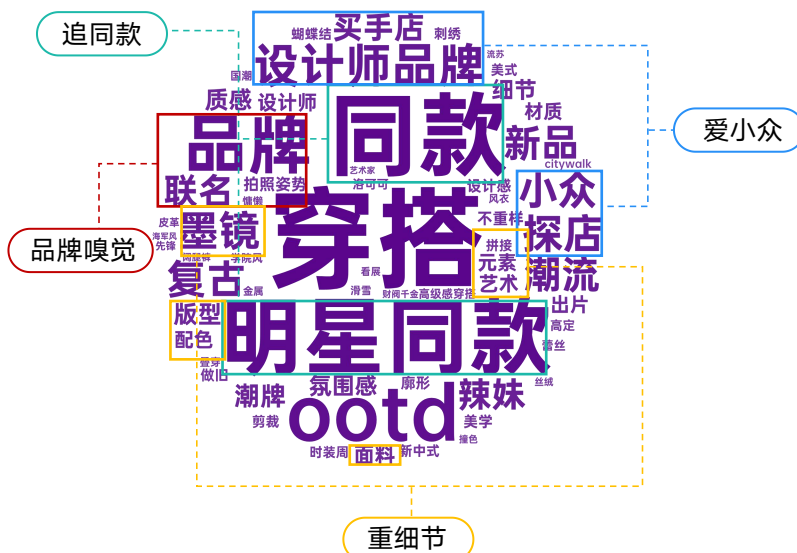 追同款
蝴蝶结 买手店 刺绣
国潮 设计师品牌 流苏
美式
质感 设计师 同款 细节
材质
品牌 新品
艺术家 citywalk
联名 拍照姿势 洛可可 设计感 小众
慵懒 穿搭 风衣
皮革 墨镜 不重样 探店
海军风
先锋 学院风 拼接
复古 看展 元素 潮流
金属 滑雪 财阀千金 高级感穿搭 艺术
版型 明星同款 出片
配色 高定
蕾丝
叠穿
做旧 氛围感 廓形 丝绒
潮牌 ootd 辣妹
剪裁 美学
撞色
时装周 面料 新中式
爱小众
品牌嗅觉
重细节